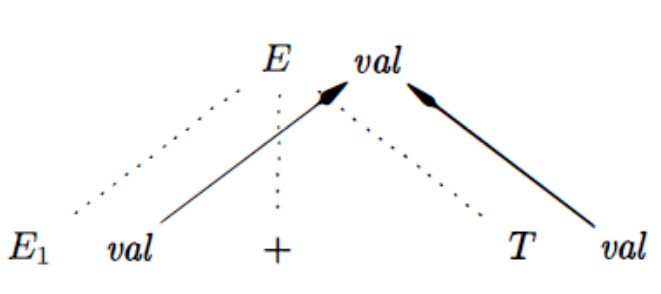 E val
E₁ val + T val